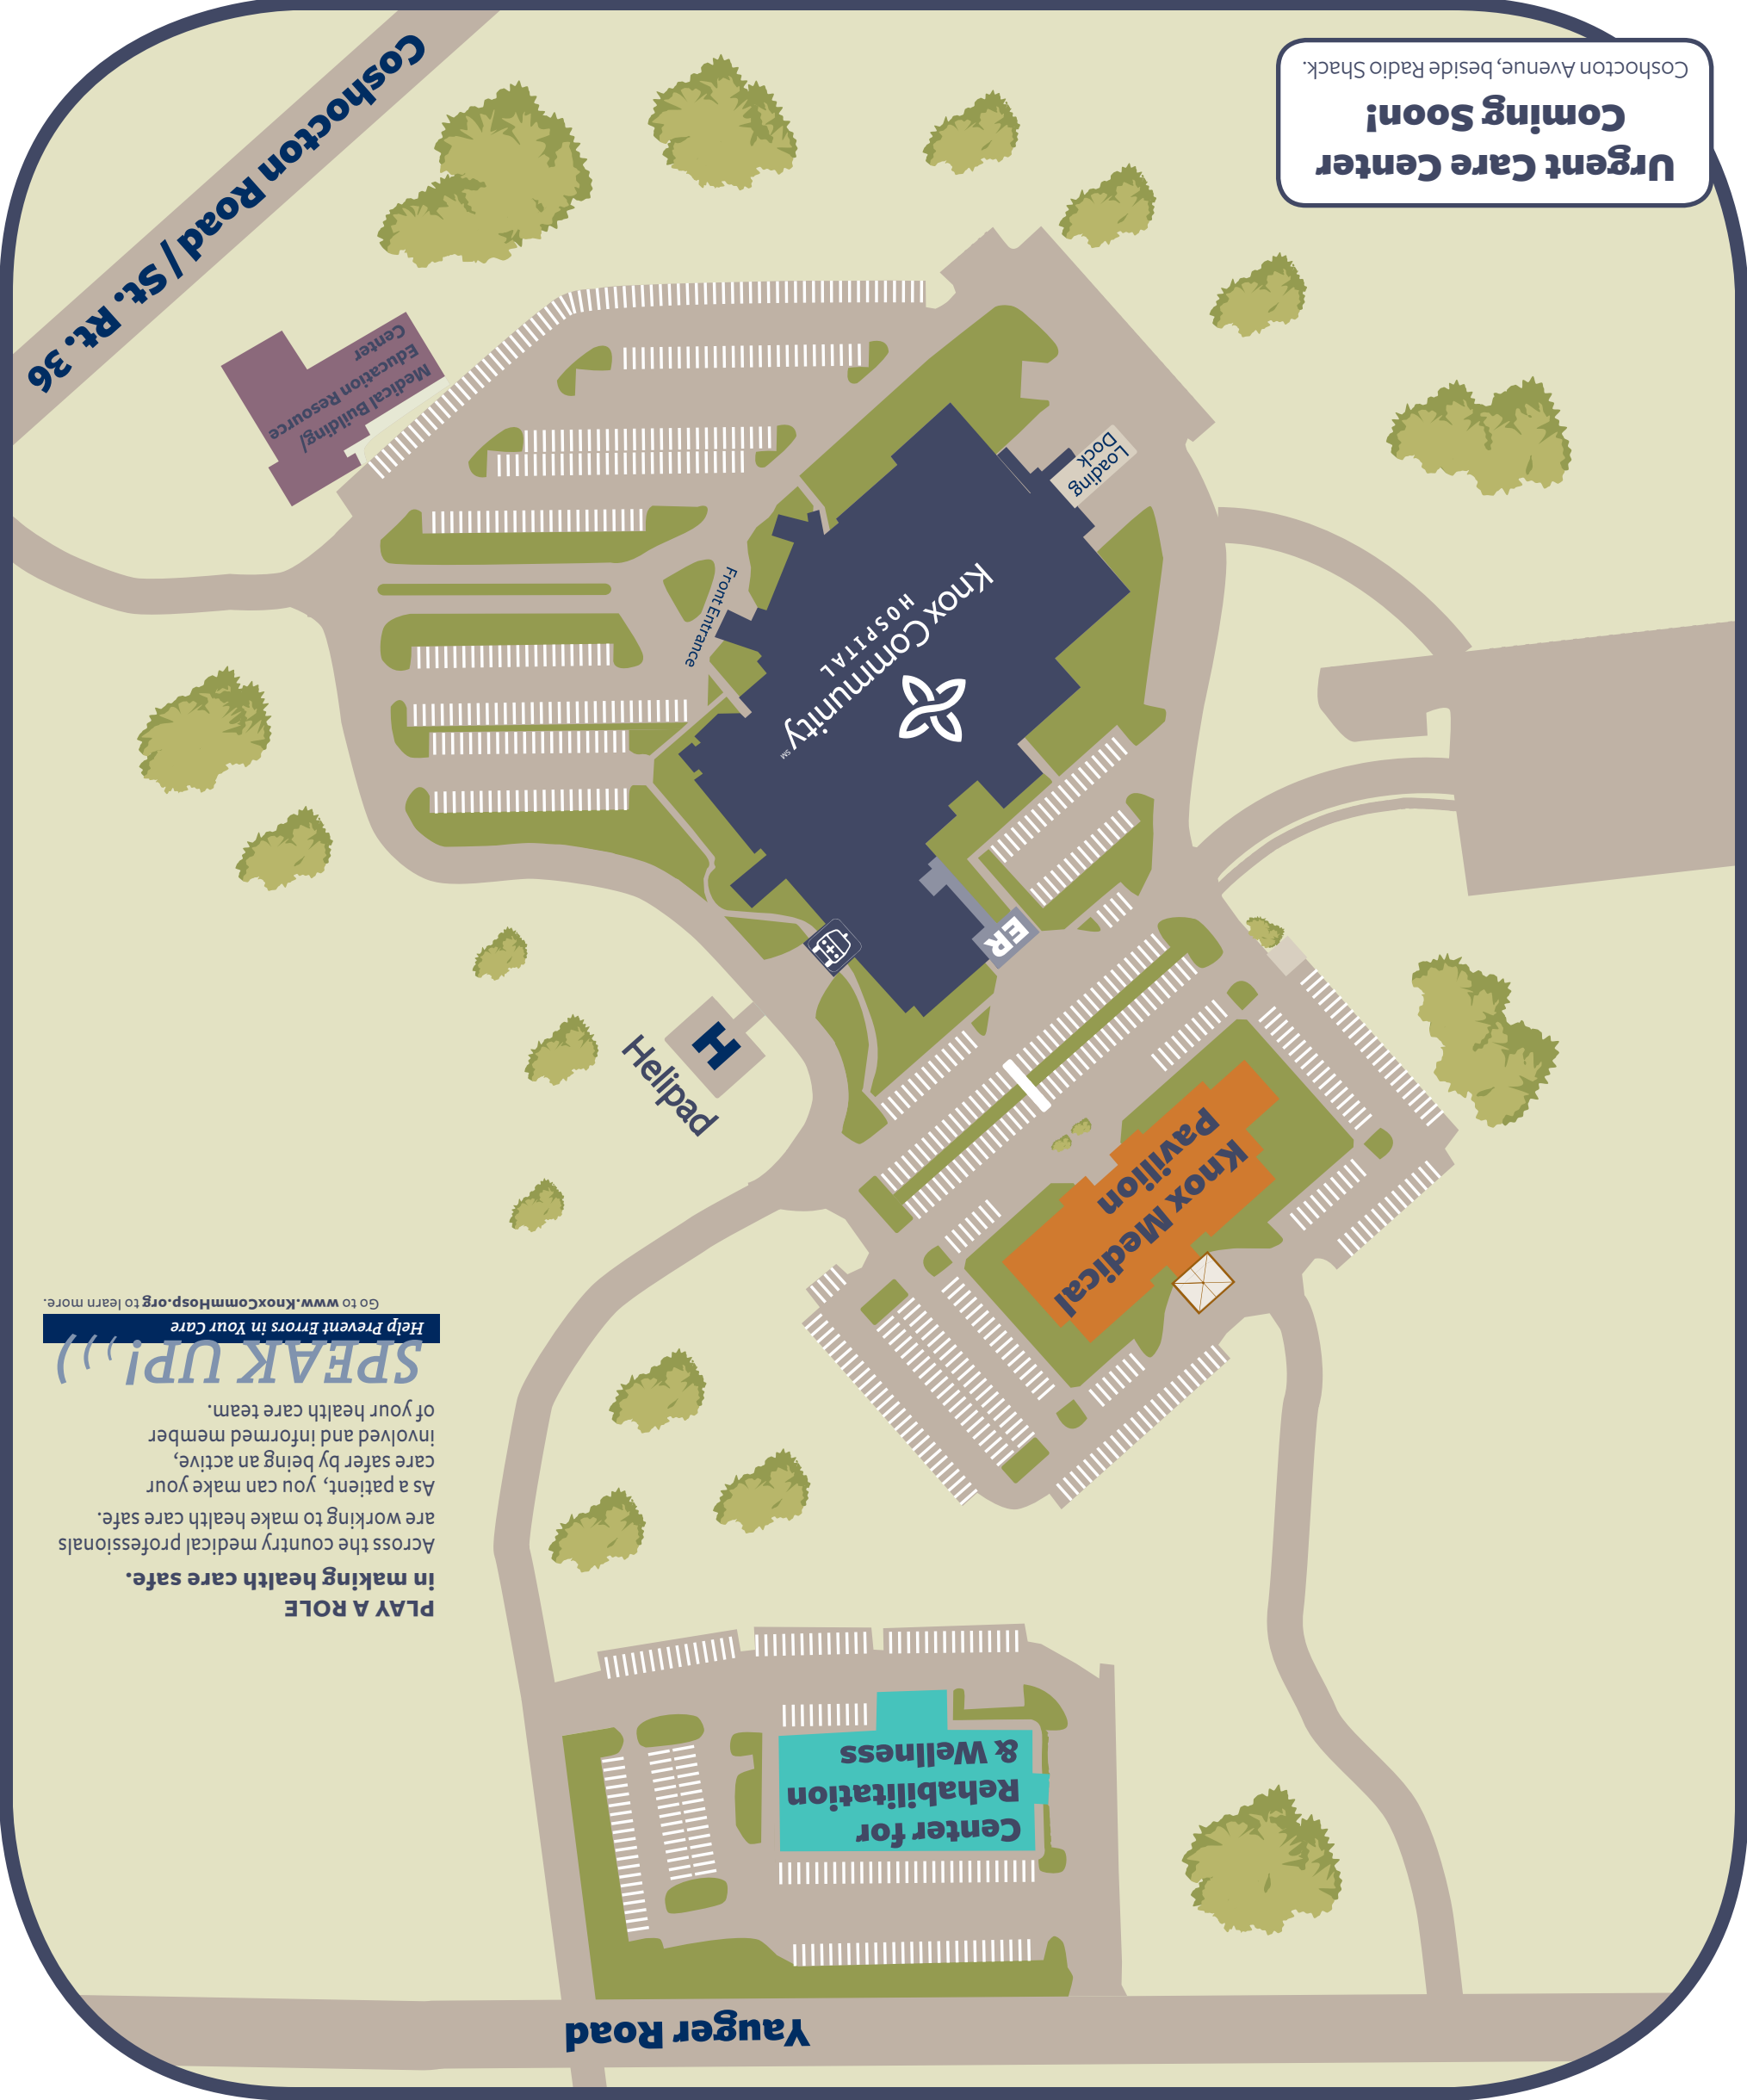 Yauger Road
Center for
Rehabilitation
& Wellness
PLAY A ROLE
in making health care safe.
Across the country medical professionals
are working to make health care safe.
As a patient, you can make your
care safer by being an active,
involved and informed member
of your health care team.
SPEAK UP!))))
Help Prevent Errors in Your Care
Go to www.KnoxCommHosp.org to learn more.
Knox Medical
Pavilion
Helipad
H
ER
Knox Community℠
HOSPITAL
Front Entrance
Loading
Dock
Medical Building/
Education Resource
Center
Coshocton Road / St. Rt. 36
Urgent Care Center
Coming Soon!
Coshocton Avenue, beside Radio Shack.